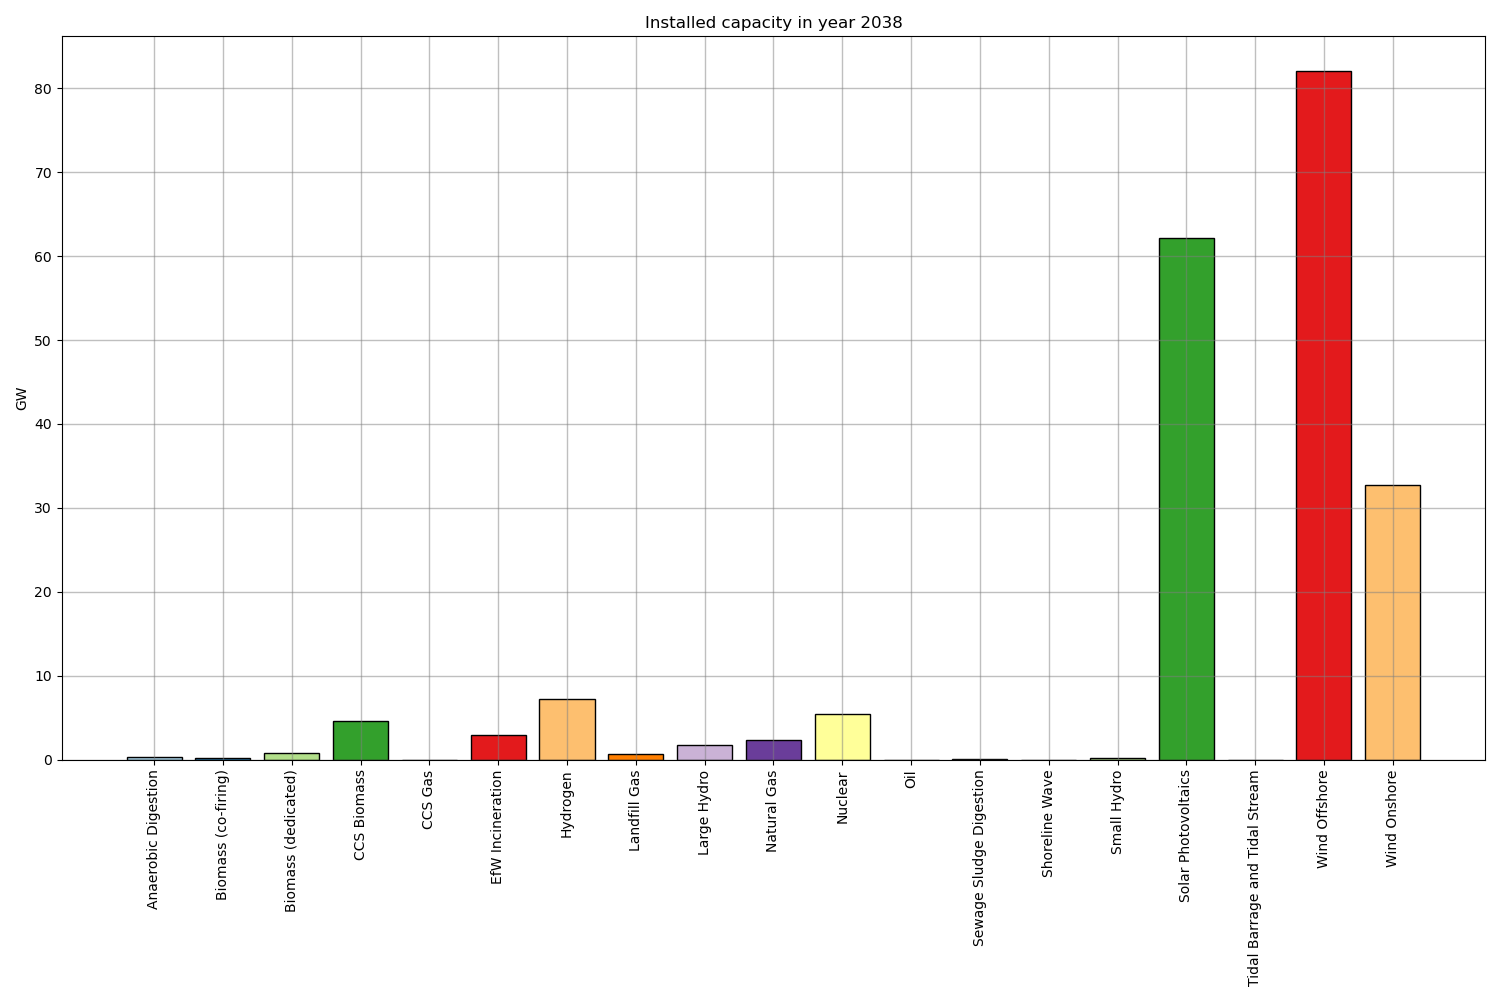 Installed capacity in year 2038
GW
80
70
60
50
40
30
20
10
0
Anaerobic Digestion
Biomass (co-firing)
Biomass (dedicated)
CCS Biomass
CCS Gas
EfW Incineration
Hydrogen
Landfill Gas
Large Hydro
Natural Gas
Nuclear
Oil
Sewage Sludge Digestion
Shoreline Wave
Small Hydro
Solar Photovoltaics
Tidal Barrage and Tidal Stream
Wind Offshore
Wind Onshore